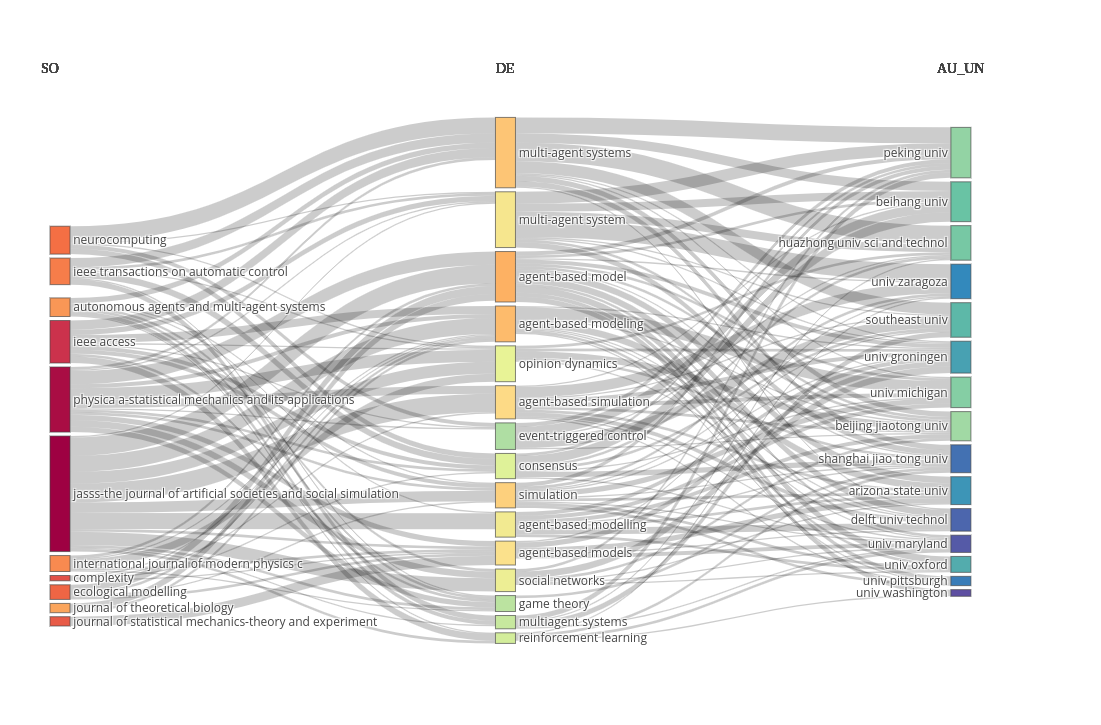 SO
DE
AU_UN
neurocomputing
ieee transactions on automatic control
autonomous agents and multi-agent systems
ieee access
physica a-statistical mechanics and its applications
jasss-the journal of artificial societies and social simulation
international journal of modern physics c
complexity
ecological modelling
journal of theoretical biology
journal of statistical mechanics-theory and experiment
multi-agent systems
multi-agent system
agent-based model
agent-based modeling
opinion dynamics
agent-based simulation
event-triggered control
consensus
simulation
agent-based modelling
agent-based models
social networks
game theory
multiagent systems
reinforcement learning
peking univ
beihang univ
huazhong univ sci and technol
univ zaragoza
southeast univ
univ groningen
univ michigan
beijing jiaotong univ
shanghai jiao tong univ
arizona state univ
delft univ technol
univ maryland
univ oxford
univ pittsburgh
univ washington